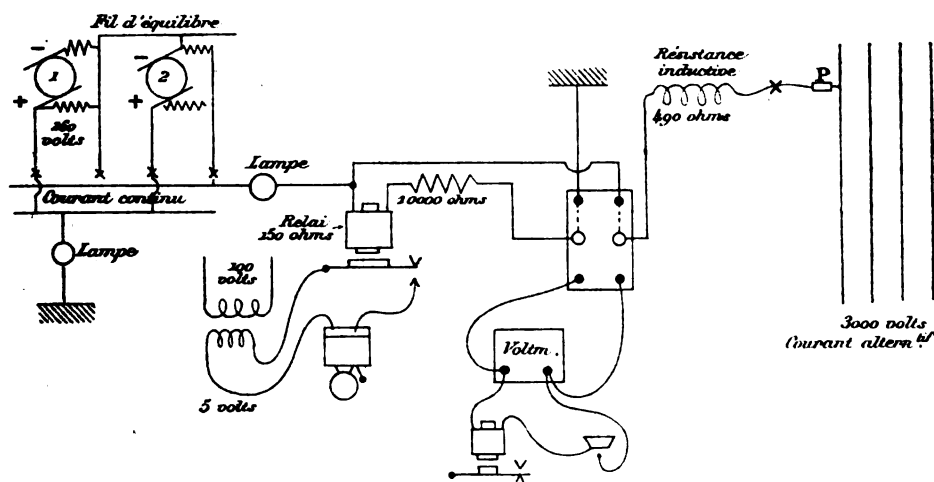 Fil d'équilibre
-
1
+
-
2
+
260
volts
Lampe
Courant continu
Lampe
Relai
150 ohms
10000 ohms
100
volts
5 volts
Voltm.
Résistance
inductive
490 ohms
P
3000 volts
Courant altern.tif